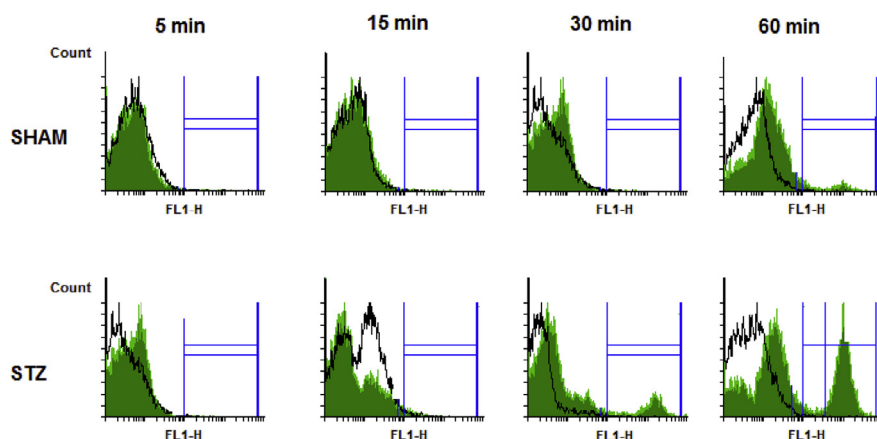 5 min 15 min 30 min 60 min
Count
SHAM
FL1-H FL1-H FL1-H FL1-H
Count
STZ
FL1-H FL1-H FL1-H FL1-H